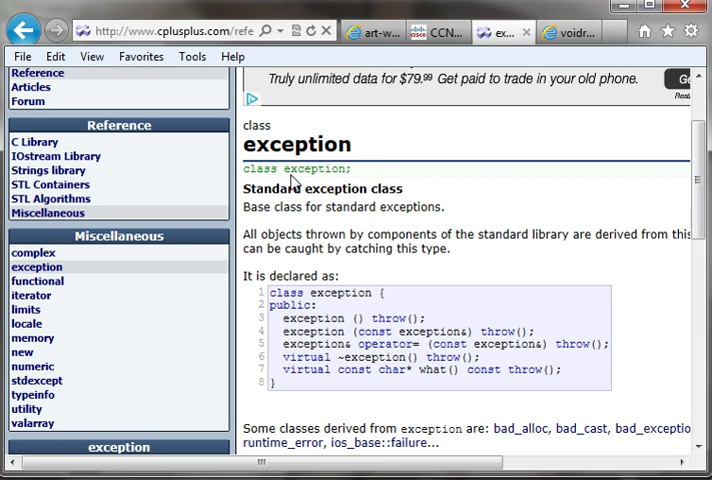 http://www.cplusplus.com/refe
art-w...
CCN...
ex...
voidr...
File Edit View Favorites Tools Help
Reference
Articles
Forum
Reference
C Library
IOstream Library
Strings library
STL Containers
STL Algorithms
Miscellaneous
Miscellaneous
complex
exception
functional
iterator
limits
locale
memory
new
numeric
stdexcept
typeinfo
utility
valarray
exception
Truly unlimited data for $79.99 Get paid to trade in your old phone.
Ge
class
exception
class exception;
Standard exception class
Base class for standard exceptions.
All objects thrown by components of the standard library are derived from this
can be caught by catching this type.
It is declared as:
1 class exception {
2 public:
3 exception () throw();
4 exception (const exception&) throw();
5 exception& operator= (const exception&) throw();
6 virtual ~exception() throw();
7 virtual const char* what() const throw();
8 }
Some classes derived from exception are: bad_alloc, bad_cast, bad_exceptio
runtime_error, ios_base::failure...